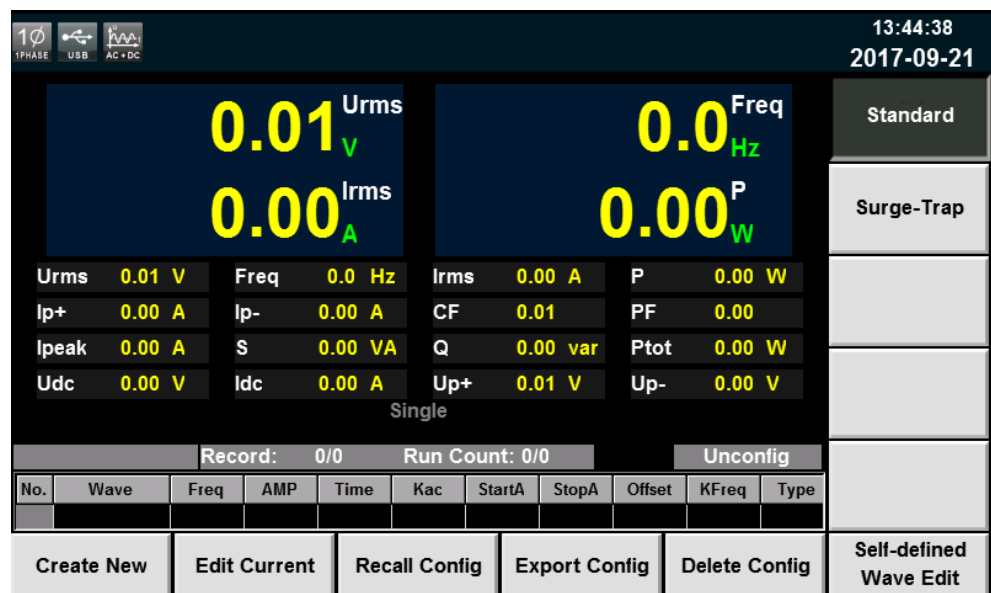 1Ø
1PHASE USB AC+DC
13:44:38
2017-09-21
0.01 Urms V
0.0 Freq Hz
0.00 Irms A
0.00 P W
Standard
Surge-Trap
Urms 0.01 V Freq 0.0 Hz Irms 0.00 A P 0.00 W
Ip+ 0.00 A Ip- 0.00 A CF 0.01 PF 0.00
Ipeak 0.00 A S 0.00 VA Q 0.00 var Ptot 0.00 W
Udc 0.00 V Idc 0.00 A Up+ 0.01 V Up- 0.00 V
Single
Record: 0/0 Run Count: 0/0 Unconfig
No. Wave Freq AMP Time Kac StartA StopA Offset KFreq Type
Create New Edit Current Recall Config Export Config Delete Config
Self-defined
Wave Edit